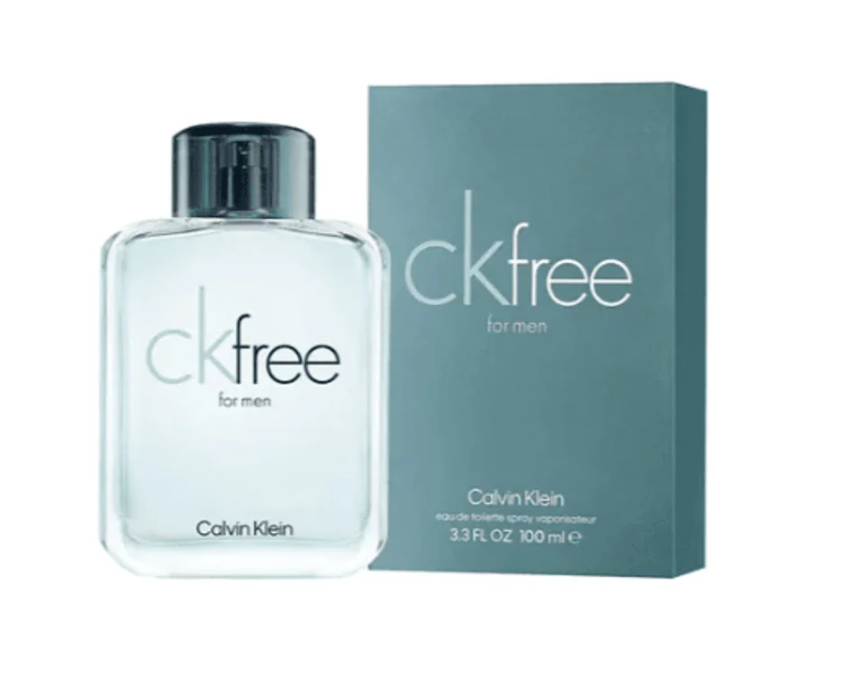 ckfree
for men
Calvin Klein
ckfree
for men
Calvin Klein
eau de toilette spray vaporisateur
3.3 FL OZ 100 ml ℮